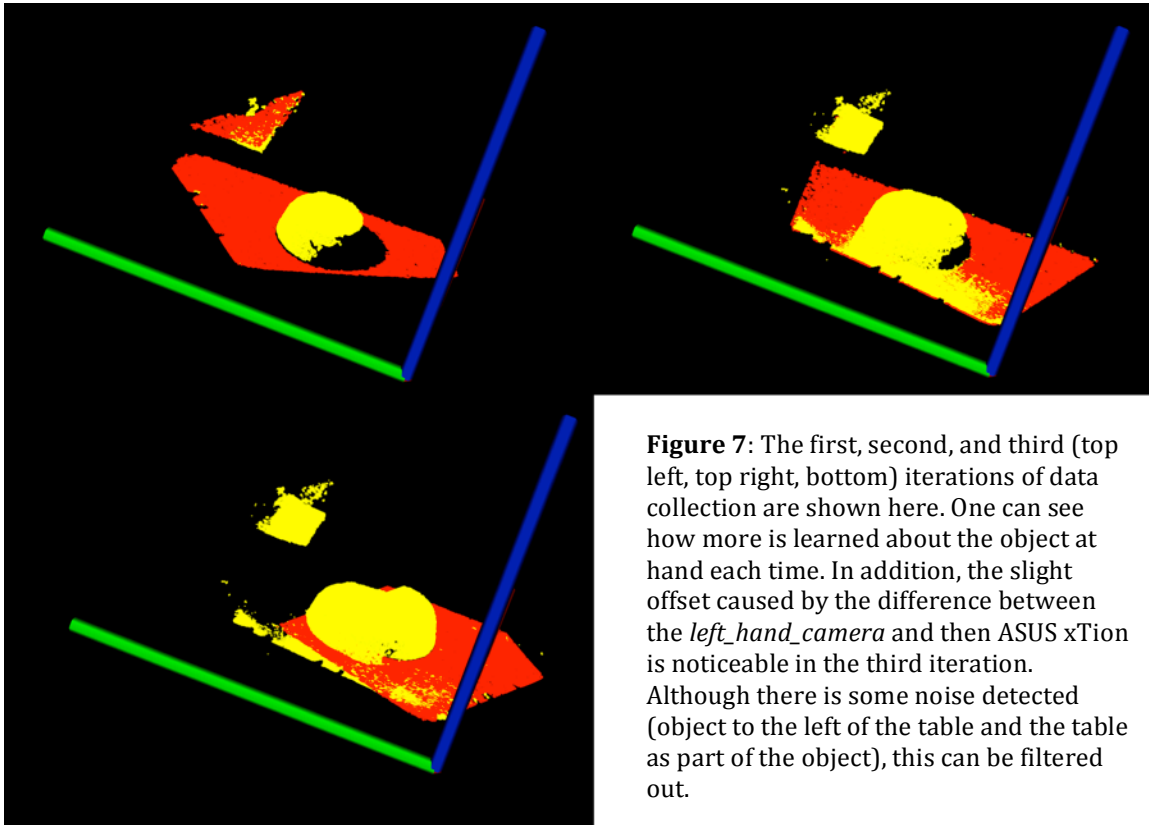 Figure 7: The first, second, and third (top
left, top right, bottom) iterations of data
collection are shown here. One can see
how more is learned about the object at
hand each time. In addition, the slight
offset caused by the difference between
the left_hand_camera and then ASUS xTion
is noticeable in the third iteration.
Although there is some noise detected
(object to the left of the table and the table
as part of the object), this can be filtered
out.